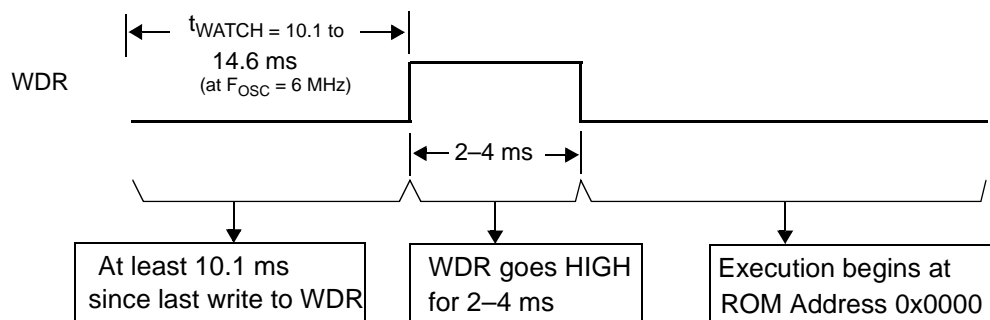 tWATCH = 10.1 to
14.6 ms
(at FOSC = 6 MHz)
WDR
2–4 ms
At least 10.1 ms
since last write to WDR
WDR goes HIGH
for 2–4 ms
Execution begins at
ROM Address 0x0000